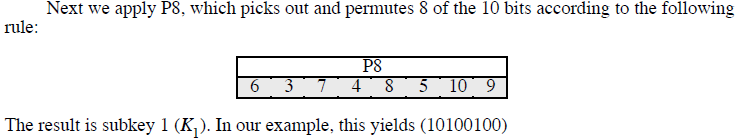 Next we apply P8, which picks out and permutes 8 of the 10 bits according to the following
rule:
P8
6 3 7 4 8 5 10 9
The result is subkey 1 (K₁). In our example, this yields (10100100)